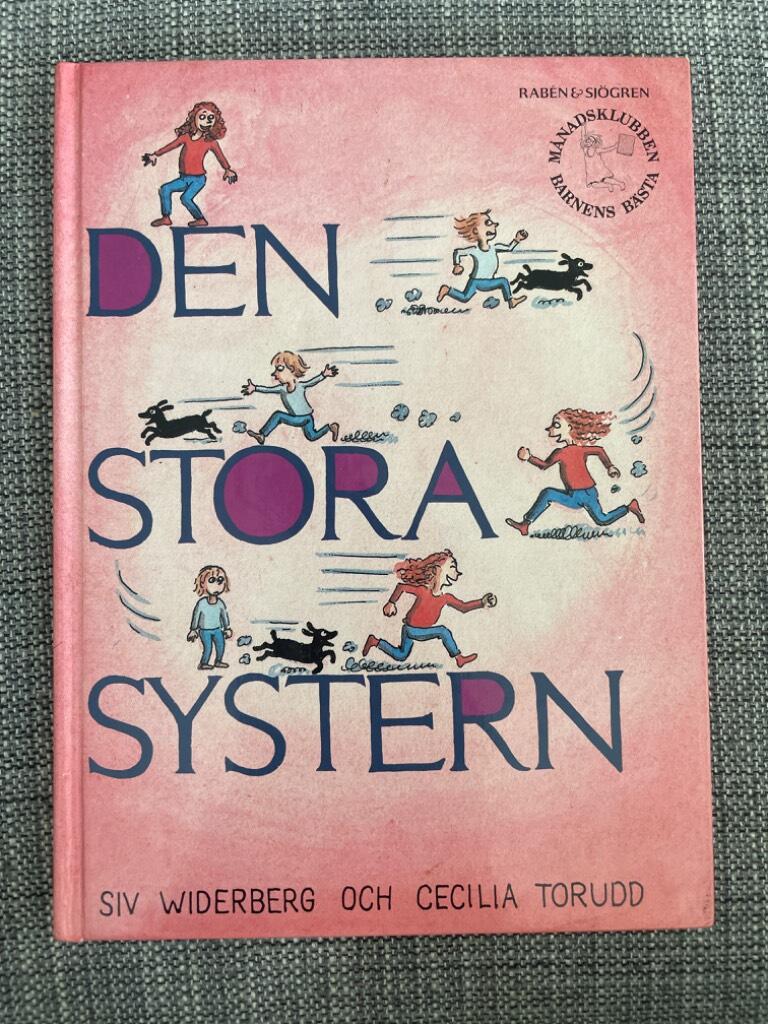 RABÉN & SJÖGREN
MÅNADSKLUBBEN
BARNENS BÄSTA
DEN
STORA
SYSTERN
SIV WIDERBERG OCH CECILIA TORUDD